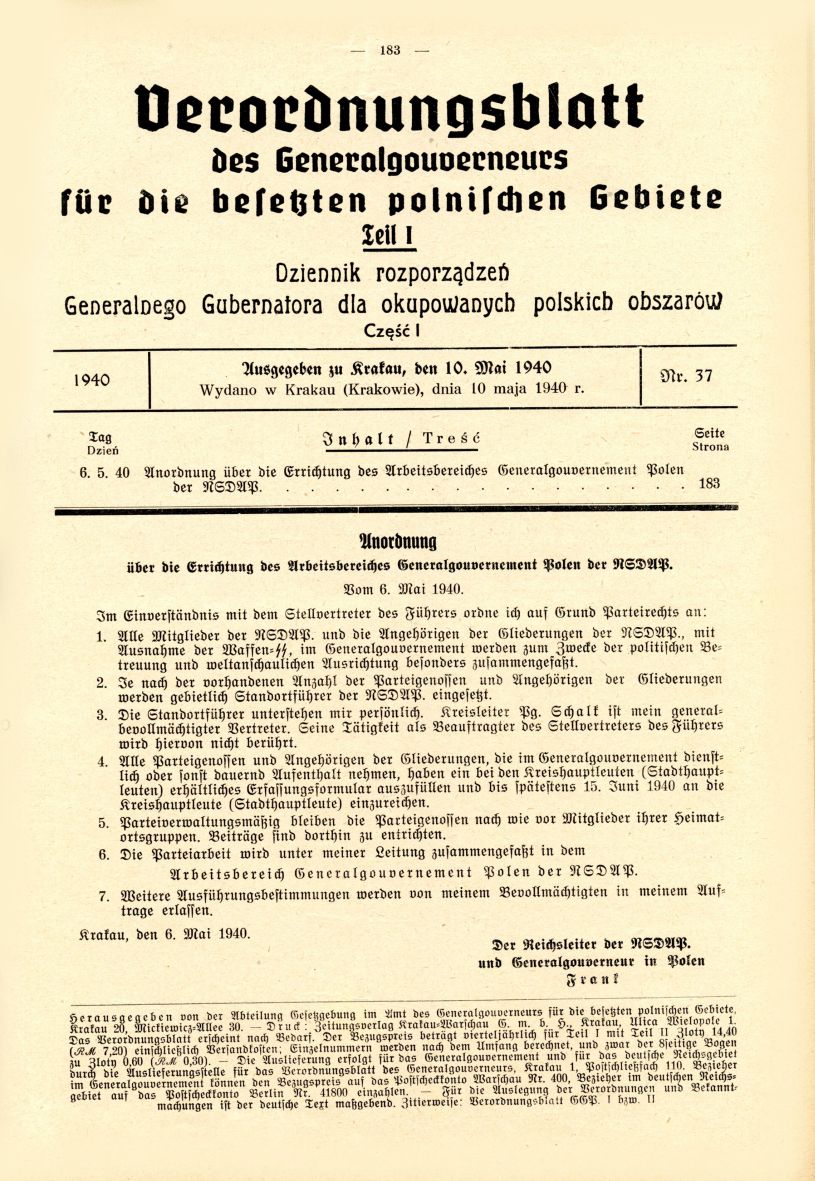 — 183 —
Verordnungsblatt
des Generalgouverneurs
für die besetzten polnischen Gebiete
Teil I
Dziennik rozporządzeń
Generalnego Gubernatora dla okupowanych polskich obszarów
Część I
1940
Ausgegeben zu Krakau, den 10. Mai 1940
Wydano w Krakau (Krakowie), dnia 10 maja 1940 r.
Nr. 37
Tag
Dzień
Inhalt / Treść
Seite
Strona
6. 5. 40 Anordnung über die Errichtung des Arbeitsbereiches Generalgouvernement Polen
der NSDAP. . . . . . . . . . . . . . . . . . . . 183
Anordnung
über die Errichtung des Arbeitsbereiches Generalgouvernement Polen der NSDAP.
Vom 6. Mai 1940.
Im Einverständnis mit dem Stellvertreter des Führers ordne ich auf Grund Parteirechts an:
1. Alle Mitglieder der NSDAP. und die Angehörigen der Gliederungen der NSDAP., mit
Ausnahme der Waffen-SS, im Generalgouvernement werden zum Zwecke der politischen Be-
treuung und weltanschaulichen Ausrichtung besonders zusammengefaßt.
2. Je nach der vorhandenen Anzahl der Parteigenossen und Angehörigen der Gliederungen
werden gebietlich Standortführer der NSDAP. eingesetzt.
3. Die Standortführer unterstehen mir persönlich. Kreisleiter Pg. Schalk ist mein general-
bevollmächtigter Vertreter. Seine Tätigkeit als Beauftragter des Stellvertreters des Führers
wird hiervon nicht berührt.
4. Alle Parteigenossen und Angehörigen der Gliederungen, die im Generalgouvernement dienst-
lich oder sonst dauernd Aufenthalt nehmen, haben ein bei den Kreishauptleuten (Stadthaupt-
leuten) erhältliches Erfassungsformular auszufüllen und bis spätestens 15. Juni 1940 an die
Kreishauptleute (Stadthauptleute) einzureichen.
5. Parteiverwaltungsmäßig bleiben die Parteigenossen nach wie vor Mitglieder ihrer Heimat-
ortsgruppen. Beiträge sind dorthin zu entrichten.
6. Die Parteiarbeit wird unter meiner Leitung zusammengefaßt in dem
Arbeitsbereich Generalgouvernement Polen der NSDAP.
7. Weitere Ausführungsbestimmungen werden von meinem Bevollmächtigten in meinem Auf-
trage erlassen.
Krakau, den 6. Mai 1940.
Der Reichsleiter der NSDAP.
und Generalgouverneur in Polen
Frank
Herausgegeben von der Abteilung Gesetzgebung im Amt des Generalgouverneurs für die besetzten polnischen Gebiete,
Krakau 20, Mickiewicz-Allee 30. — Druck: Zeitungsverlag Krakau-Warschau G. m. b. H., Krakau, Ulica Wielopole 1.
Das Verordnungsblatt erscheint nach Bedarf. Der Bezugspreis beträgt vierteljährlich für Teil I mit Teil II Zloty 14,40
(RM 7,20) einschließlich Versandkosten; Einzelnummern werden nach dem Umfang berechnet, und zwar der 8seitige Bogen
zu Zloty 0,60 (RM 0,30). — Die Auslieferung erfolgt für das Generalgouvernement und für das deutsche Reichsgebiet
durch die Auslieferungsstelle für das Verordnungsblatt des Generalgouverneurs, Krakau 1, Postschließfach 110. Bezieher
im Generalgouvernement können den Bezugspreis auf das Postscheckkonto Warschau Nr. 400, Bezieher im deutschen Reichs-
gebiet auf das Postscheckkonto Berlin Nr. 41800 einzahlen. — Für die Auslegung der Verordnungen und Bekannt-
machungen ist der deutsche Text maßgebend. Zitierweise: Verordnungsblatt GGP. I bzw. II